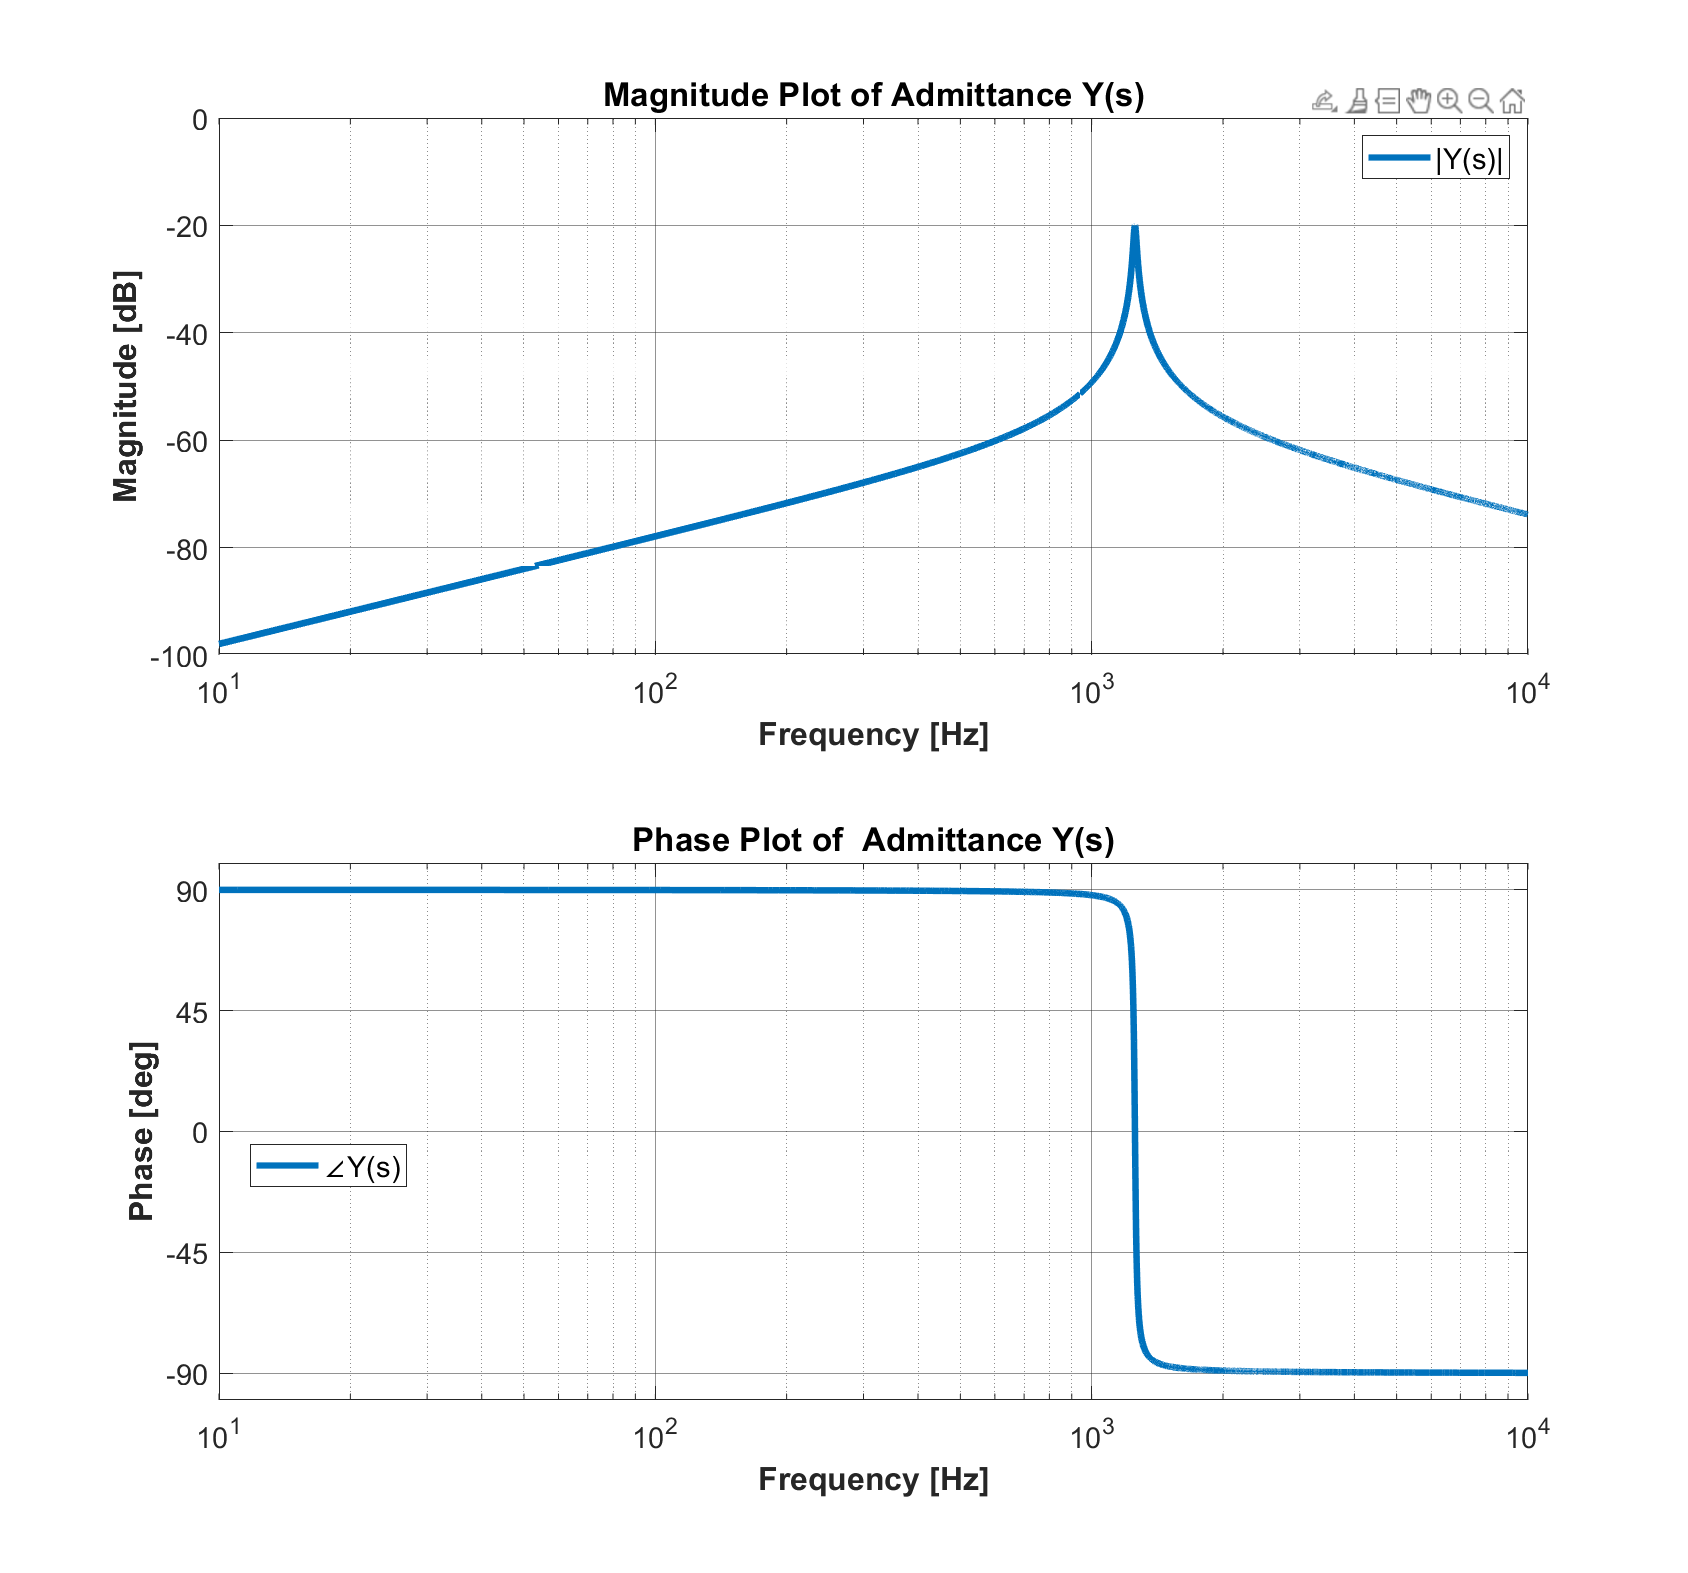 Magnitude Plot of Admittance Y(s)
|Y(s)|
0
-20
-40
-60
-80
-100
Magnitude [dB]
10^1 10^2 10^3 10^4
Frequency [Hz]
Phase Plot of  Admittance Y(s)
90
45
0
-45
-90
Phase [deg]
∠Y(s)
10^1 10^2 10^3 10^4
Frequency [Hz]